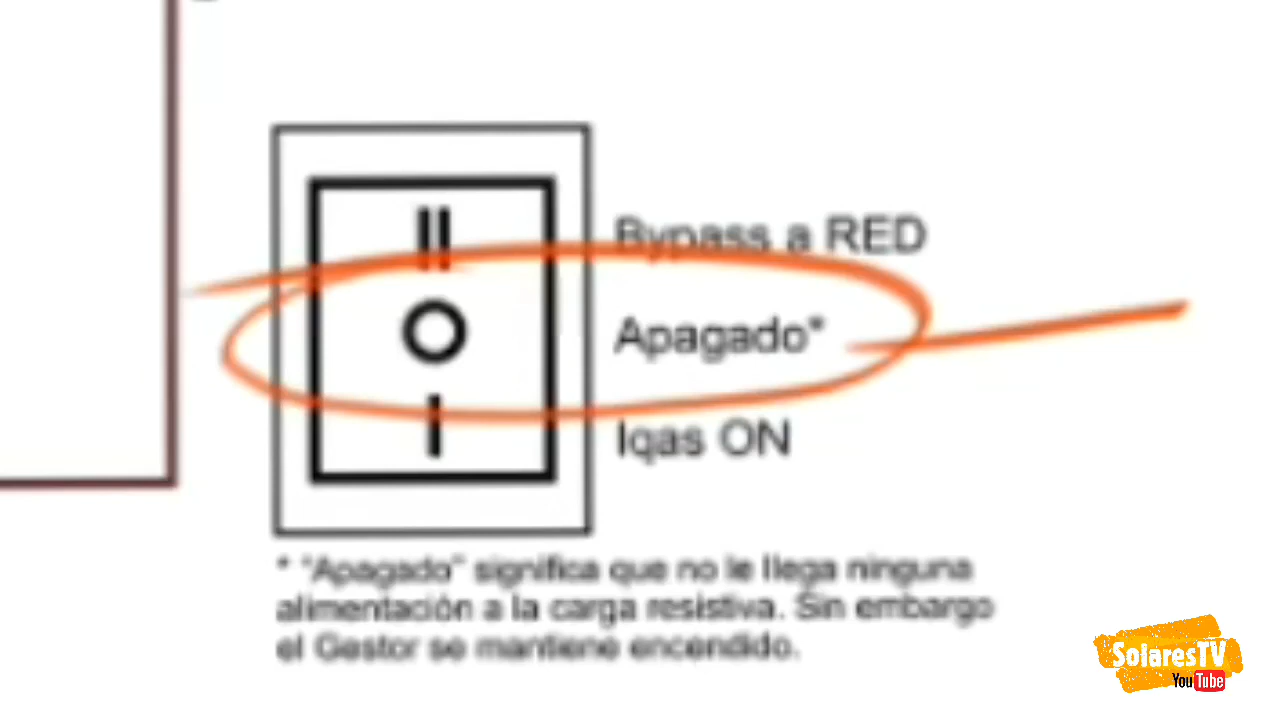 II
Bypass a RED
O
Apagado*
I
Iqas ON
* "Apagado" significa que no le llega ninguna
alimentación a la carga resistiva. Sin embargo
el Gestor se mantiene encendido.
SolaresTV
YouTube